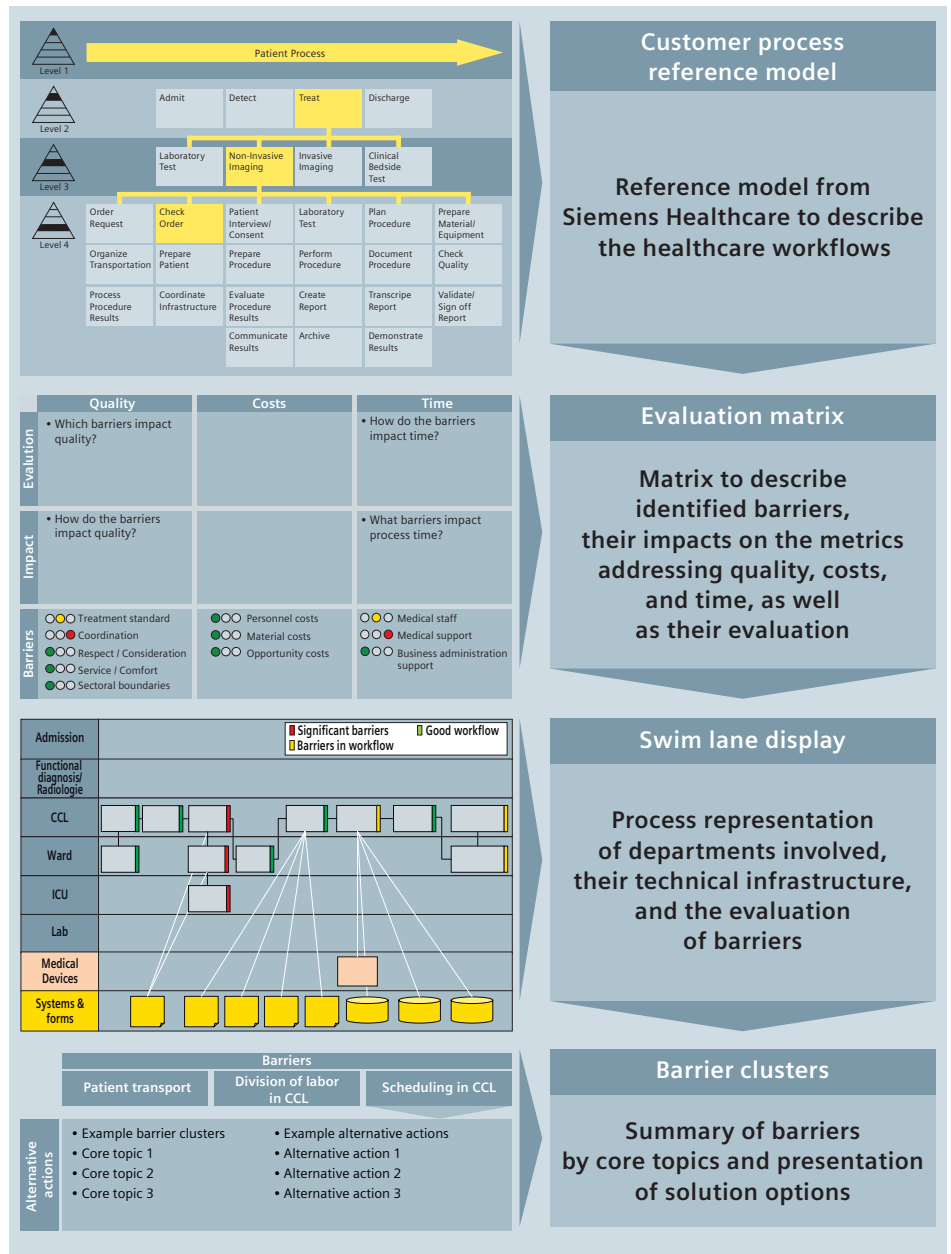 Level 1
Patient Process
Customer process
reference model
Level 2
Admit
Detect
Treat
Discharge
Level 3
Laboratory
Test
Non-Invasive
Imaging
Invasive
Imaging
Clinical
Bedside
Test
Reference model from
Siemens Healthcare to describe
the healthcare workflows
Level 4
Order
Request
Check
Order
Patient
Interview/
Consent
Laboratory
Test
Plan
Procedure
Prepare
Material/
Equipment
Organize
Transportation
Prepare
Patient
Prepare
Procedure
Perform
Procedure
Document
Procedure
Check
Quality
Process
Procedure
Results
Coordinate
Infrastructure
Evaluate
Procedure
Results
Create
Report
Transcripe
Report
Validate/
Sign off
Report
Communicate
Results
Archive
Demonstrate
Results
Quality
Costs
Time
Evalution
• Which barriers impact
quality?
• How do the barriers
impact time?
Impact
• How do the barriers
impact quality?
• What barriers impact
process time?
Barriers
Treatment standard
Coordination
Respect / Consideration
Service / Comfort
Sectoral boundaries
Personnel costs
Material costs
Opportunity costs
Medical staff
Medical support
Business administration
support
Evaluation matrix
Matrix to describe
identified barriers,
their impacts on the metrics
addressing quality, costs,
and time, as well
as their evaluation
Admission
Significant barriers
Good workflow
Barriers in workflow
Functional
diagnosis/
Radiologie
CCL
Ward
ICU
Lab
Medical
Devices
Systems &
forms
Swim lane display
Process representation
of departments involved,
their technical infrastructure,
and the evaluation
of barriers
Barriers
Patient transport
Division of labor
in CCL
Scheduling in CCL
Alternative
actions
• Example barrier clusters
• Core topic 1
• Core topic 2
• Core topic 3
• Example alternative actions
• Alternative action 1
• Alternative action 2
• Alternative action 3
Barrier clusters
Summary of barriers
by core topics and presentation
of solution options